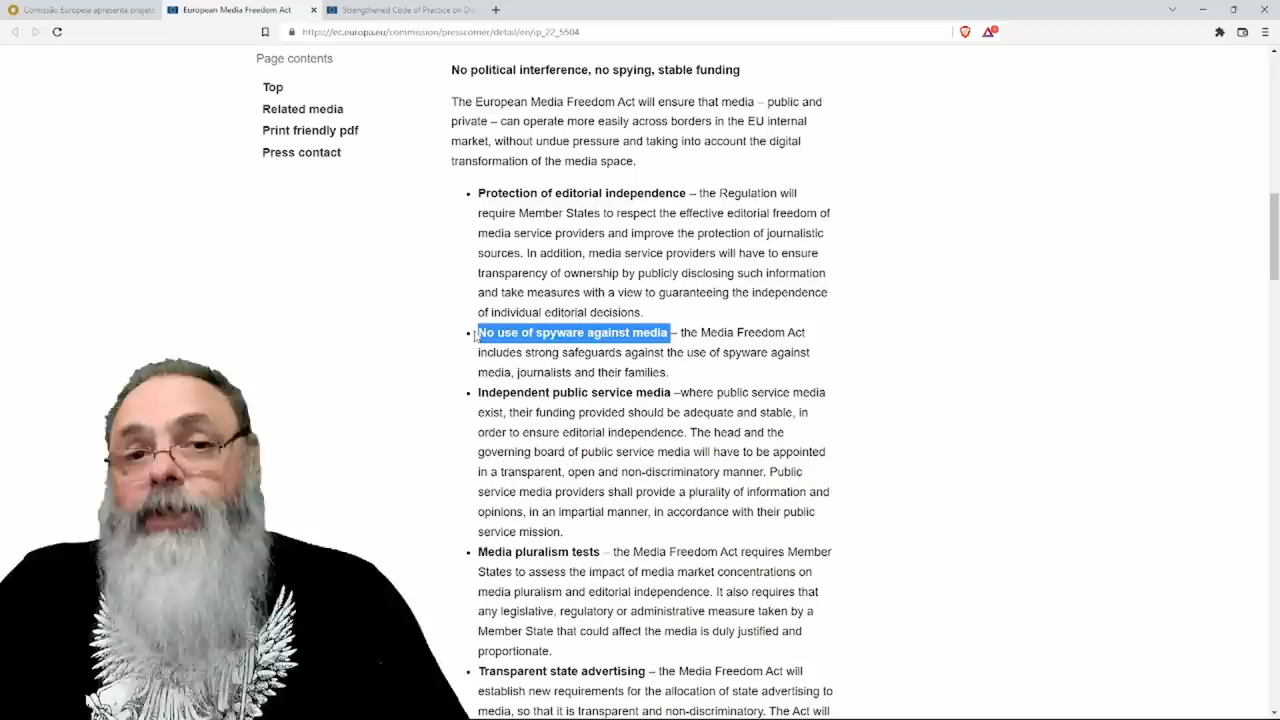 Comissão Europeia apresenta projeto
European Media Freedom Act
Strengthened Code of Practice on Dis
https://ec.europa.eu/commission/presscorner/detail/en/ip_22_5504
Page contents
Top
Related media
Print friendly pdf
Press contact
No political interference, no spying, stable funding
The European Media Freedom Act will ensure that media – public and
private – can operate more easily across borders in the EU internal
market, without undue pressure and taking into account the digital
transformation of the media space.
Protection of editorial independence – the Regulation will
require Member States to respect the effective editorial freedom of
media service providers and improve the protection of journalistic
sources. In addition, media service providers will have to ensure
transparency of ownership by publicly disclosing such information
and take measures with a view to guaranteeing the independence
of individual editorial decisions.
No use of spyware against media – the Media Freedom Act
includes strong safeguards against the use of spyware against
media, journalists and their families.
Independent public service media –where public service media
exist, their funding provided should be adequate and stable, in
order to ensure editorial independence. The head and the
governing board of public service media will have to be appointed
in a transparent, open and non-discriminatory manner. Public
service media providers shall provide a plurality of information and
opinions, in an impartial manner, in accordance with their public
service mission.
Media pluralism tests – the Media Freedom Act requires Member
States to assess the impact of media market concentrations on
media pluralism and editorial independence. It also requires that
any legislative, regulatory or administrative measure taken by a
Member State that could affect the media is duly justified and
proportionate.
Transparent state advertising – the Media Freedom Act will
establish new requirements for the allocation of state advertising to
media, so that it is transparent and non-discriminatory. The Act will